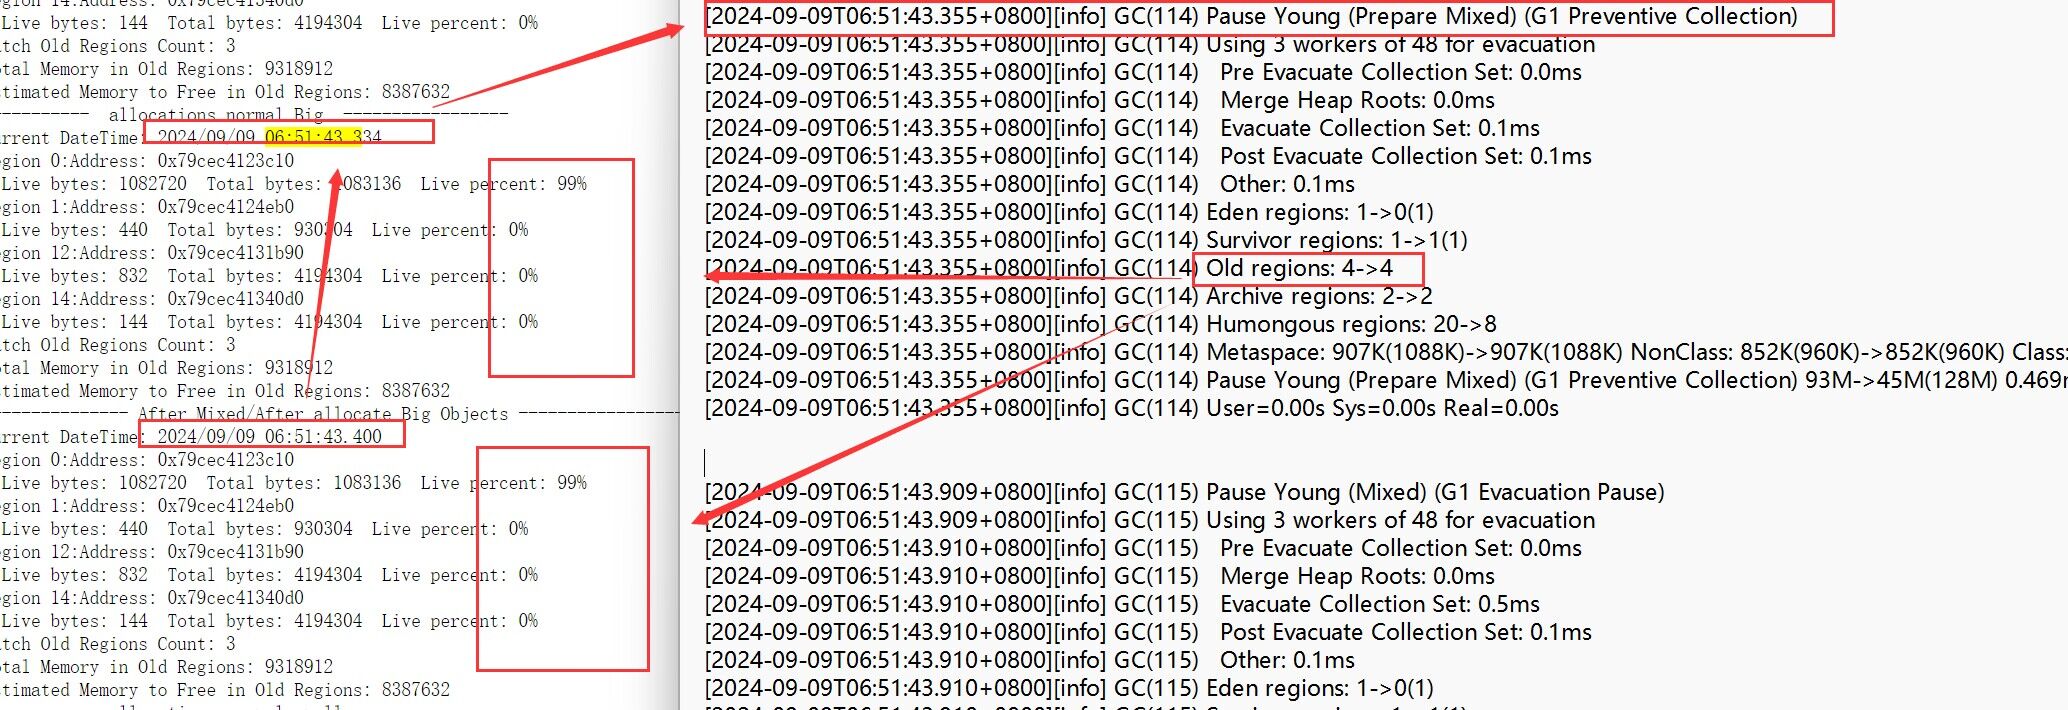 egion 14:Address: 0x79cec41340d0
Live bytes: 144  Total bytes: 4194304  Live percent: 0%
tch Old Regions Count: 3
tal Memory in Old Regions: 9318912
timated Memory to Free in Old Regions: 8387632
---------- allocations normal Big -----------------
rrent DateTime: 2024/09/09 06:51:43.334
egion 0:Address: 0x79cec4123c10
Live bytes: 1082720  Total bytes: 1083136  Live percent: 99%
gion 1:Address: 0x79cec4124eb0
Live bytes: 440  Total bytes: 930304  Live percent: 0%
gion 12:Address: 0x79cec4131b90
Live bytes: 832  Total bytes: 4194304  Live percent: 0%
gion 14:Address: 0x79cec41340d0
Live bytes: 144  Total bytes: 4194304  Live percent: 0%
tch Old Regions Count: 3
tal Memory in Old Regions: 9318912
timated Memory to Free in Old Regions: 8387632
------------- After Mixed/After allocate Big Objects -----------------
rrent DateTime: 2024/09/09 06:51:43.400
gion 0:Address: 0x79cec4123c10
Live bytes: 1082720  Total bytes: 1083136  Live percent: 99%
gion 1:Address: 0x79cec4124eb0
Live bytes: 440  Total bytes: 930304  Live percent: 0%
gion 12:Address: 0x79cec4131b90
Live bytes: 832  Total bytes: 4194304  Live percent: 0%
gion 14:Address: 0x79cec41340d0
Live bytes: 144  Total bytes: 4194304  Live percent: 0%
tch Old Regions Count: 3
tal Memory in Old Regions: 9318912
timated Memory to Free in Old Regions: 8387632
[2024-09-09T06:51:43.355+0800][info] GC(114) Pause Young (Prepare Mixed) (G1 Preventive Collection)
[2024-09-09T06:51:43.355+0800][info] GC(114) Using 3 workers of 48 for evacuation
[2024-09-09T06:51:43.355+0800][info] GC(114)   Pre Evacuate Collection Set: 0.0ms
[2024-09-09T06:51:43.355+0800][info] GC(114)   Merge Heap Roots: 0.0ms
[2024-09-09T06:51:43.355+0800][info] GC(114)   Evacuate Collection Set: 0.1ms
[2024-09-09T06:51:43.355+0800][info] GC(114)   Post Evacuate Collection Set: 0.1ms
[2024-09-09T06:51:43.355+0800][info] GC(114)   Other: 0.1ms
[2024-09-09T06:51:43.355+0800][info] GC(114) Eden regions: 1->0(1)
[2024-09-09T06:51:43.355+0800][info] GC(114) Survivor regions: 1->1(1)
[2024-09-09T06:51:43.355+0800][info] GC(114) Old regions: 4->4
[2024-09-09T06:51:43.355+0800][info] GC(114) Archive regions: 2->2
[2024-09-09T06:51:43.355+0800][info] GC(114) Humongous regions: 20->8
[2024-09-09T06:51:43.355+0800][info] GC(114) Metaspace: 907K(1088K)->907K(1088K) NonClass: 852K(960K)->852K(960K) Class:
[2024-09-09T06:51:43.355+0800][info] GC(114) Pause Young (Prepare Mixed) (G1 Preventive Collection) 93M->45M(128M) 0.469m
[2024-09-09T06:51:43.355+0800][info] GC(114) User=0.00s Sys=0.00s Real=0.00s
[2024-09-09T06:51:43.909+0800][info] GC(115) Pause Young (Mixed) (G1 Evacuation Pause)
[2024-09-09T06:51:43.909+0800][info] GC(115) Using 3 workers of 48 for evacuation
[2024-09-09T06:51:43.910+0800][info] GC(115)   Pre Evacuate Collection Set: 0.0ms
[2024-09-09T06:51:43.910+0800][info] GC(115)   Merge Heap Roots: 0.0ms
[2024-09-09T06:51:43.910+0800][info] GC(115)   Evacuate Collection Set: 0.5ms
[2024-09-09T06:51:43.910+0800][info] GC(115)   Post Evacuate Collection Set: 0.1ms
[2024-09-09T06:51:43.910+0800][info] GC(115)   Other: 0.1ms
[2024-09-09T06:51:43.910+0800][info] GC(115) Eden regions: 1->0(1)